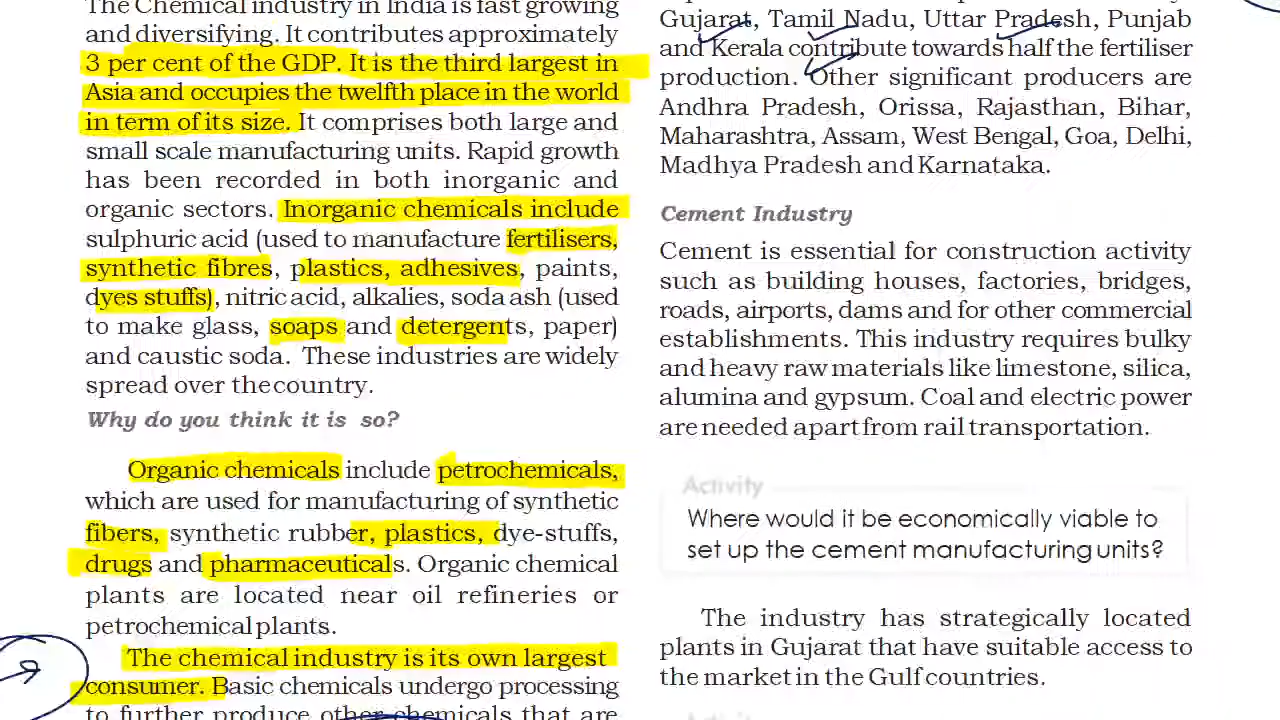 The Chemical industry in India is fast growing
and diversifying. It contributes approximately
3 per cent of the GDP. It is the third largest in
Asia and occupies the twelfth place in the world
in term of its size. It comprises both large and
small scale manufacturing units. Rapid growth
has been recorded in both inorganic and
organic sectors. Inorganic chemicals include
sulphuric acid (used to manufacture fertilisers,
synthetic fibres, plastics, adhesives, paints,
dyes stuffs), nitric acid, alkalies, soda ash (used
to make glass, soaps and detergents, paper)
and caustic soda. These industries are widely
spread over the country.
Why do you think it is so?
Organic chemicals include petrochemicals,
which are used for manufacturing of synthetic
fibers, synthetic rubber, plastics, dye-stuffs,
drugs and pharmaceuticals. Organic chemical
plants are located near oil refineries or
petrochemical plants.
The chemical industry is its own largest
consumer. Basic chemicals undergo processing
to further produce other chemicals that are
Gujarat, Tamil Nadu, Uttar Pradesh, Punjab
and Kerala contribute towards half the fertiliser
production. Other significant producers are
Andhra Pradesh, Orissa, Rajasthan, Bihar,
Maharashtra, Assam, West Bengal, Goa, Delhi,
Madhya Pradesh and Karnataka.
Cement Industry
Cement is essential for construction activity
such as building houses, factories, bridges,
roads, airports, dams and for other commercial
establishments. This industry requires bulky
and heavy raw materials like limestone, silica,
alumina and gypsum. Coal and electric power
are needed apart from rail transportation.
Activity
Where would it be economically viable to
set up the cement manufacturing units?
The industry has strategically located
plants in Gujarat that have suitable access to
the market in the Gulf countries.